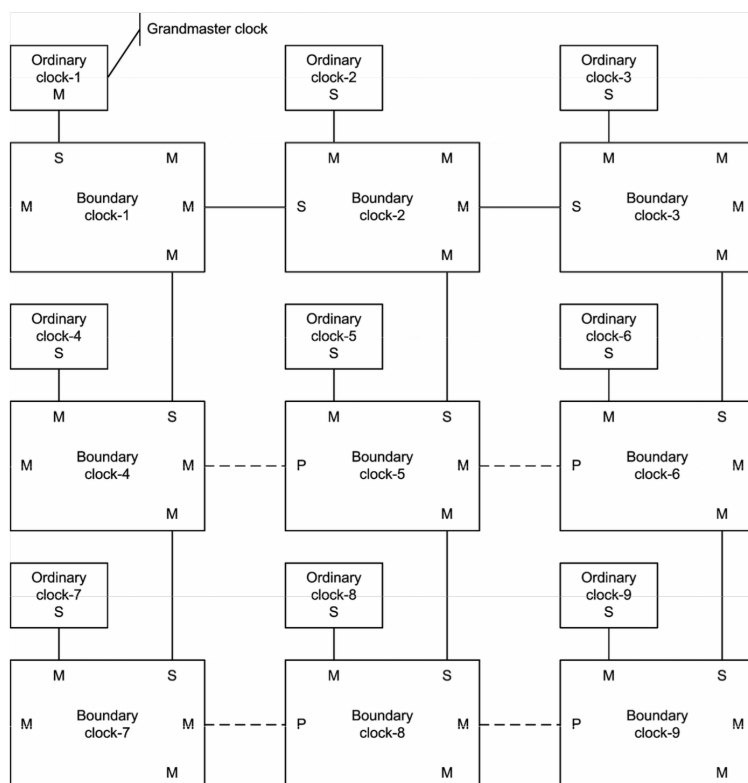 Grandmaster clock
Ordinary
clock-1
M
Ordinary
clock-2
S
Ordinary
clock-3
S
S M
M M
M Boundary M S Boundary M S Boundary M
clock-1 clock-2 clock-3
M M M
Ordinary
clock-4
S
Ordinary
clock-5
S
Ordinary
clock-6
S
M S M S M S
M Boundary M P Boundary M P Boundary M
clock-4 clock-5 clock-6
M M M
Ordinary
clock-7
S
Ordinary
clock-8
S
Ordinary
clock-9
S
M S M S M S
M Boundary M P Boundary M P Boundary M
clock-7 clock-8 clock-9
M M M